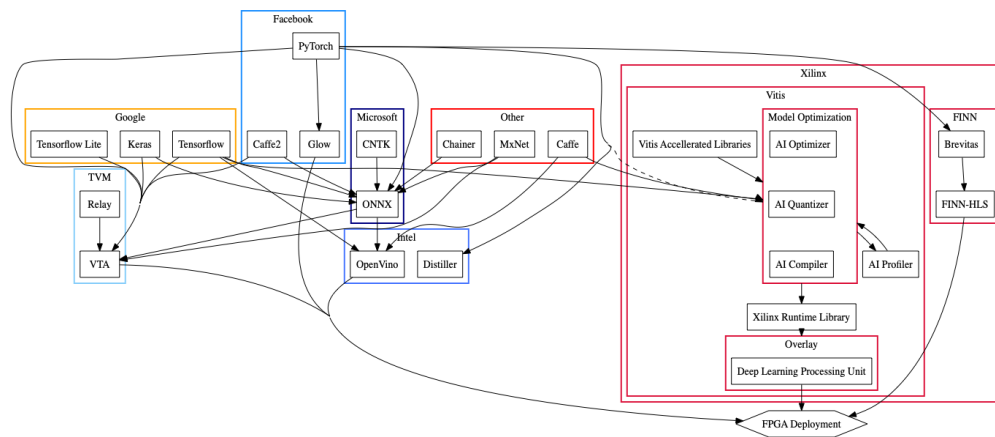 Facebook
PyTorch
Xilinx
Vitis
Google
Microsoft
Other
Model Optimization
FINN
Tensorflow Lite
Keras
Tensorflow
Caffe2
Glow
CNTK
Chainer
MxNet
Caffe
Vitis Accellerated Libraries
AI Optimizer
Brevitas
TVM
Relay
ONNX
AI Quantizer
FINN-HLS
Intel
VTA
OpenVino
Distiller
AI Compiler
AI Profiler
Xilinx Runtime Library
Overlay
Deep Learning Processing Unit
FPGA Deployment